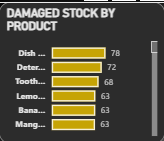 DAMAGED STOCK BY
PRODUCT
Dish ... 78
Deter... 72
Tooth... 68
Lemo... 63
Bana... 63
Mang... 63